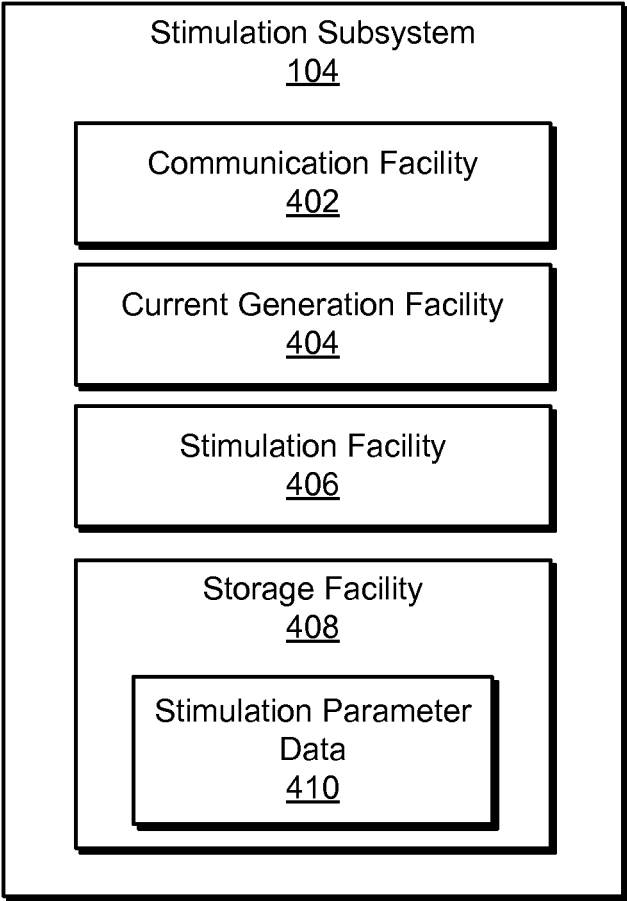 Stimulation Subsystem
104
Communication Facility
402
Current Generation Facility
404
Stimulation Facility
406
Storage Facility
408
Stimulation Parameter
Data
410